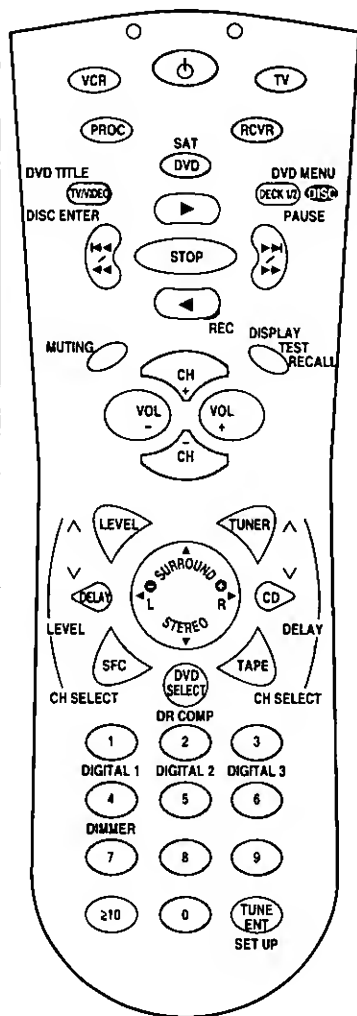 VCR TV
PROC RCVR
SAT
DVD
DVD TITLE DVD MENU
TV/VIDEO DECK 1/2 DISC
DISC ENTER PAUSE
STOP
REC
MUTING DISPLAY
TEST
RECALL
CH
+
VOL VOL
- +
-
CH
LEVEL TUNER
SURROUND
DELAY L R CD
STEREO
LEVEL DELAY
SFC DVD SELECT TAPE
CH SELECT CH SELECT
DR COMP
1 2 3
DIGITAL 1 DIGITAL 2 DIGITAL 3
4 5 6
DIMMER
7 8 9
≥10 0 TUNE ENT
SET UP